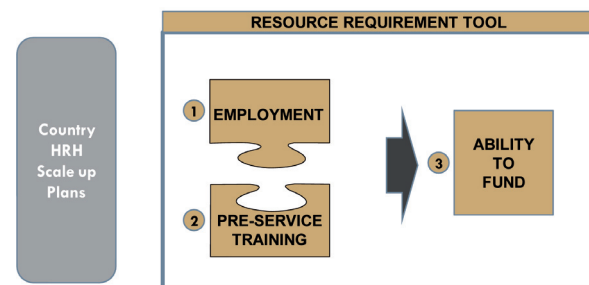 RESOURCE REQUIREMENT TOOL
Country
HRH
Scale up
Plans
1
EMPLOYMENT
2
PRE-SERVICE
TRAINING
3
ABILITY
TO
FUND